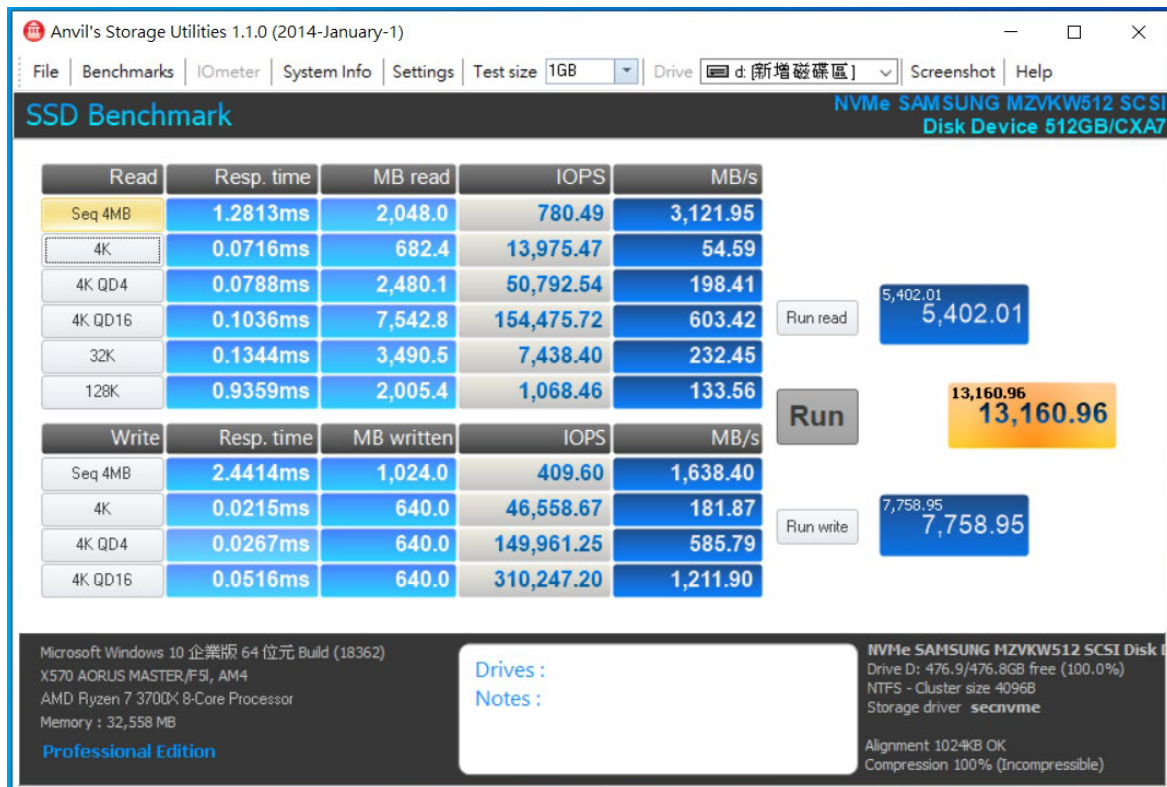 Anvil's Storage Utilities 1.1.0 (2014-January-1)
File Benchmarks IOmeter System Info Settings Test size 1GB Drive d: [新增磁碟區] Screenshot Help
SSD Benchmark
NVMe SAMSUNG MZVKW512 SCSI
Disk Device 512GB/CXA7
Read Resp. time MB read IOPS MB/s
Seq 4MB 1.2813ms 2,048.0 780.49 3,121.95
4K 0.0716ms 682.4 13,975.47 54.59
4K QD4 0.0788ms 2,480.1 50,792.54 198.41
4K QD16 0.1036ms 7,542.8 154,475.72 603.42
32K 0.1344ms 3,490.5 7,438.40 232.45
128K 0.9359ms 2,005.4 1,068.46 133.56
Run read
5,402.01
5,402.01
Run
13,160.96
13,160.96
Write Resp. time MB written IOPS MB/s
Seq 4MB 2.4414ms 1,024.0 409.60 1,638.40
4K 0.0215ms 640.0 46,558.67 181.87
4K QD4 0.0267ms 640.0 149,961.25 585.79
4K QD16 0.0516ms 640.0 310,247.20 1,211.90
Run write
7,758.95
7,758.95
Microsoft Windows 10 企業版 64 位元 Build (18362)
X570 AORUS MASTER/F5l, AM4
AMD Ryzen 7 3700X 8-Core Processor
Memory : 32,558 MB
Professional Edition
Drives :
Notes :
NVMe SAMSUNG MZVKW512 SCSI Disk
Drive D: 476.9/476.8GB free (100.0%)
NTFS - Cluster size 4096B
Storage driver secnvme
Alignment 1024KB OK
Compression 100% (Incompressible)